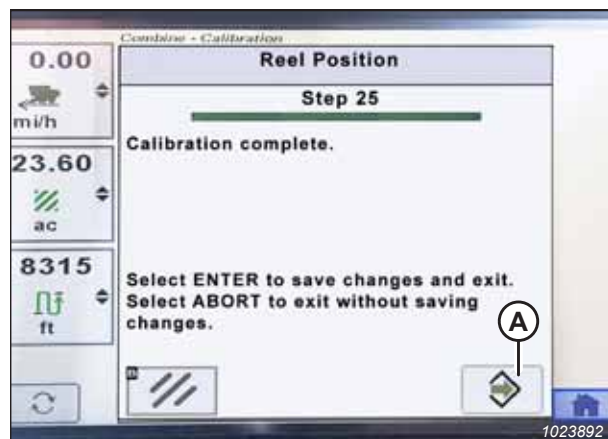 Combine - Calibration
0.00
mi/h
23.60
ac
8315
ft
Reel Position
Step 25
Calibration complete.
Select ENTER to save changes and exit.
Select ABORT to exit without saving
changes.
A
1023892